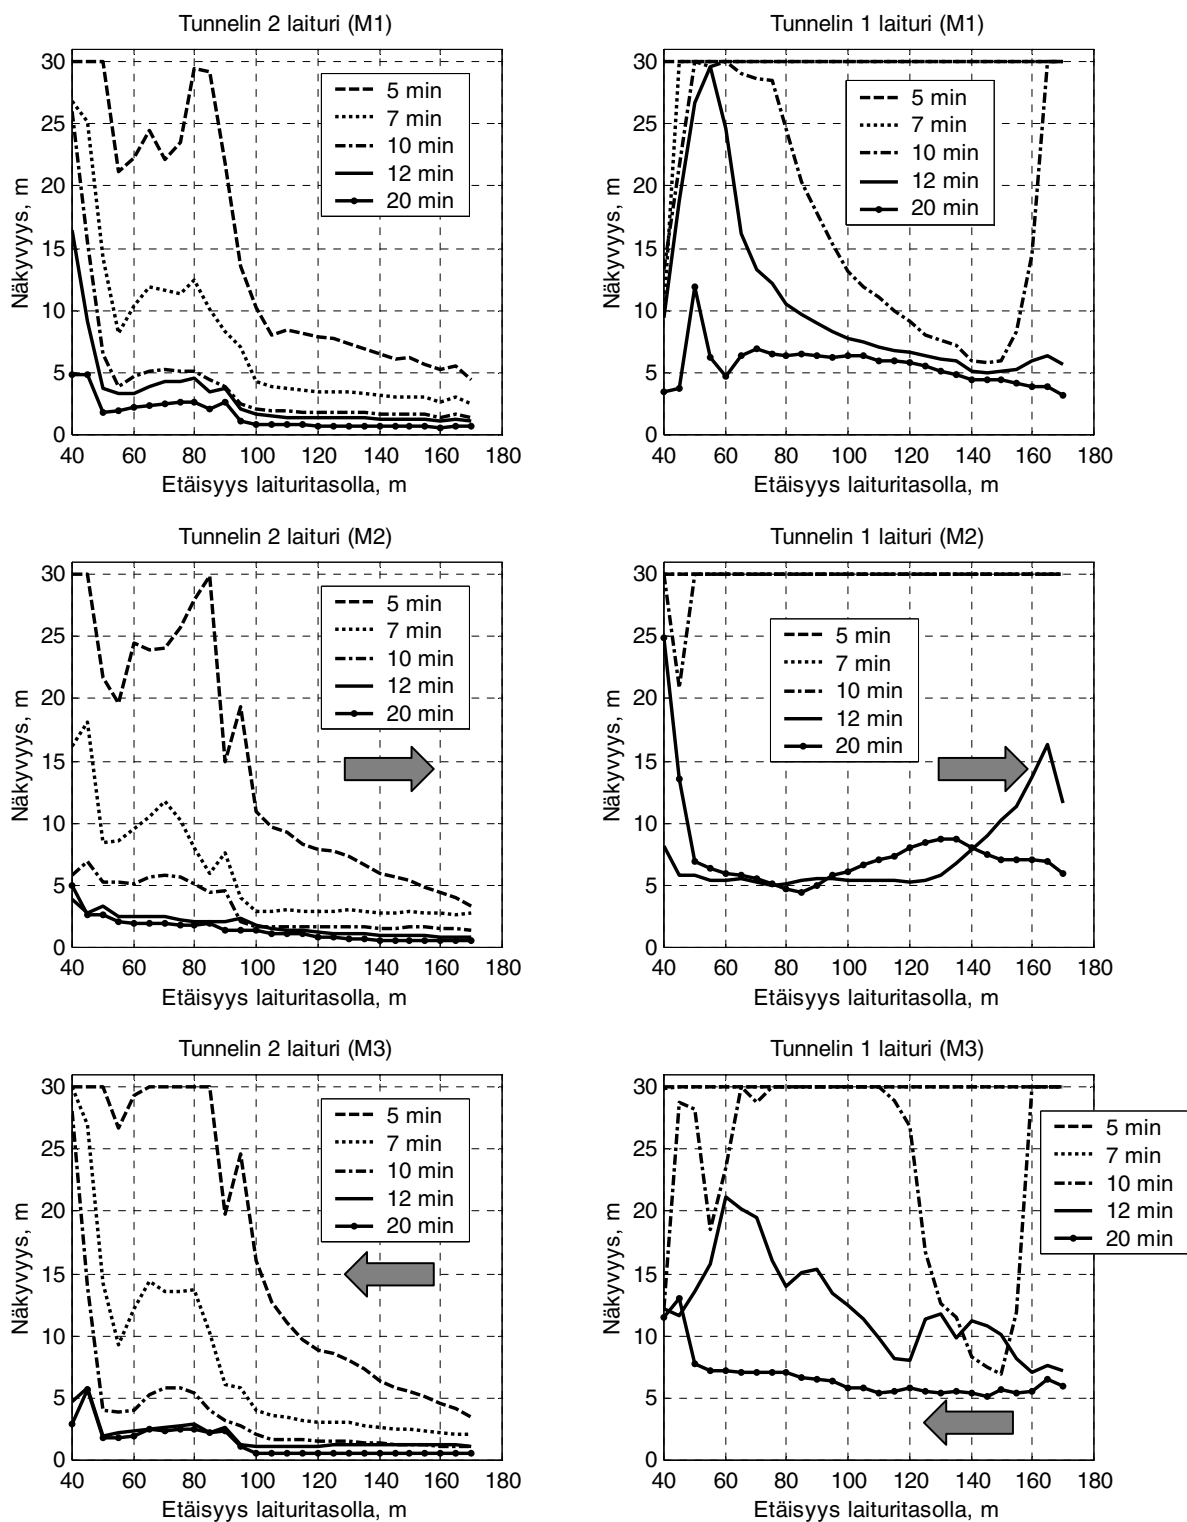 Tunnelin 2 laituri (M1)
30
25
20
15
10
5
0
Näkyvyys, m
5 min
7 min
10 min
12 min
20 min
40 60 80 100 120 140 160 180
Etäisyys laituritasolla, m
Tunnelin 1 laituri (M1)
30
25
20
15
10
5
0
Näkyvyys, m
5 min
7 min
10 min
12 min
20 min
40 60 80 100 120 140 160 180
Etäisyys laituritasolla, m
Tunnelin 2 laituri (M2)
30
25
20
15
10
5
0
Näkyvyys, m
5 min
7 min
10 min
12 min
20 min
40 60 80 100 120 140 160 180
Etäisyys laituritasolla, m
Tunnelin 1 laituri (M2)
30
25
20
15
10
5
0
Näkyvyys, m
5 min
7 min
10 min
12 min
20 min
40 60 80 100 120 140 160 180
Etäisyys laituritasolla, m
Tunnelin 2 laituri (M3)
30
25
20
15
10
5
0
Näkyvyys, m
5 min
7 min
10 min
12 min
20 min
40 60 80 100 120 140 160 180
Etäisyys laituritasolla, m
Tunnelin 1 laituri (M3)
30
25
20
15
10
5
0
Näkyvyys, m
5 min
7 min
10 min
12 min
20 min
40 60 80 100 120 140 160 180
Etäisyys laituritasolla, m